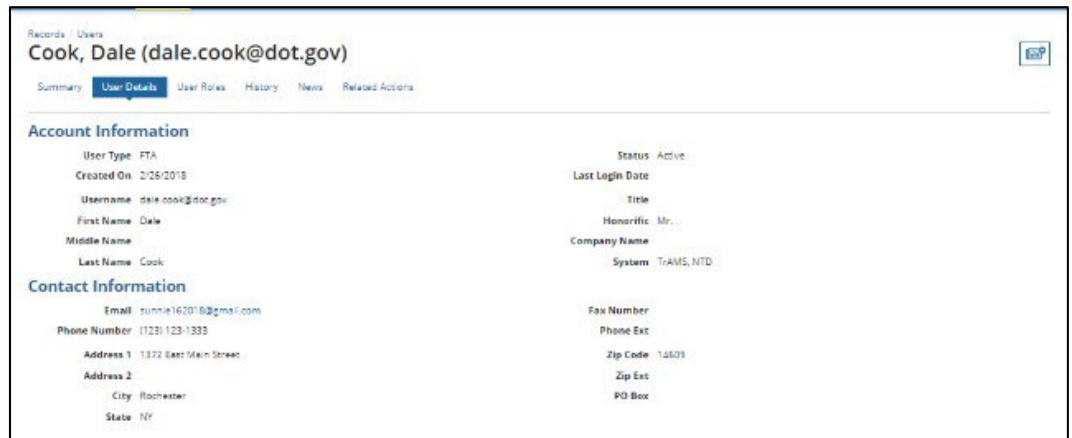 Records / Users
Cook, Dale (dale.cook@dot.gov)
Summary User Details User Roles History News Related Actions
Account Information
User Type FTA Status Active
Created On 2/26/2018 Last Login Date
Username dale.cook@dot.gov Title
First Name Dale Honorific Mr.
Middle Name Company Name
Last Name Cook System TrAMS, NTD
Contact Information
Email sunnie162018@gmail.com Fax Number
Phone Number (123) 123-1333 Phone Ext
Address 1 1372 East Main Street Zip Code 14609
Address 2 Zip Ext
City Rochester PO Box
State NY